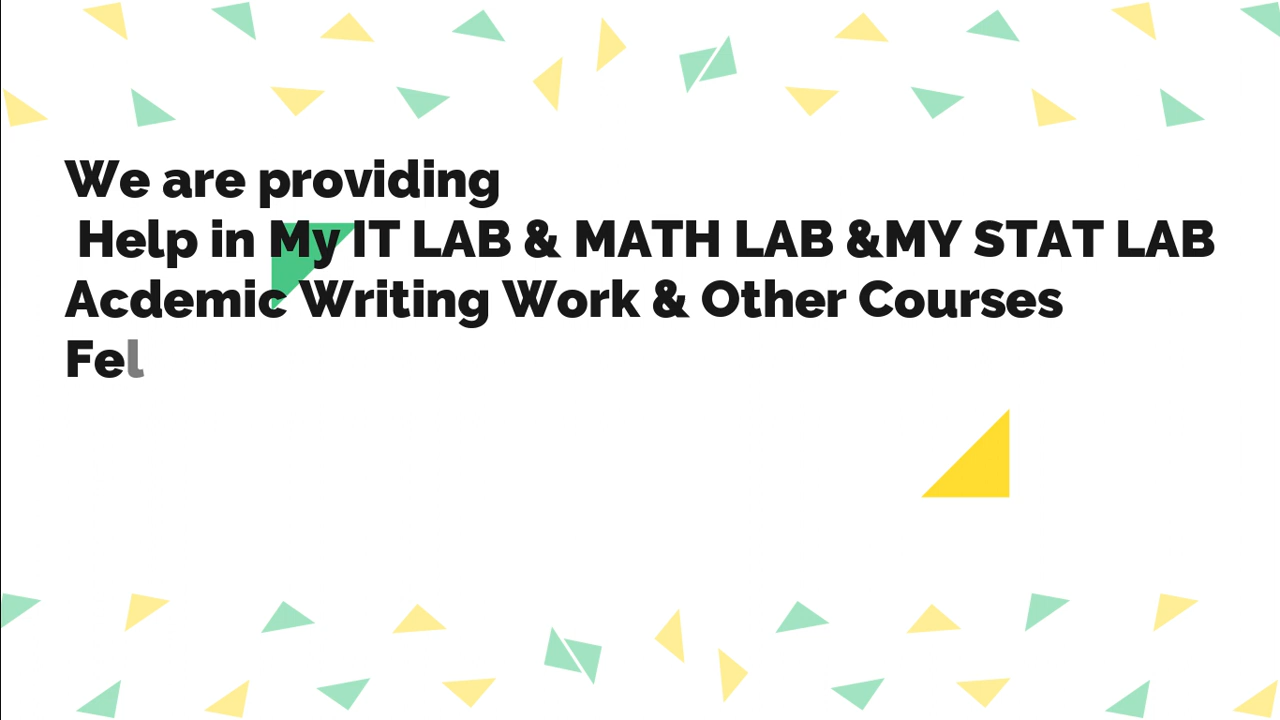 We are providing
Help in My IT LAB & MATH LAB &MY STAT LAB
Acdemic Writing Work & Other Courses
Fel